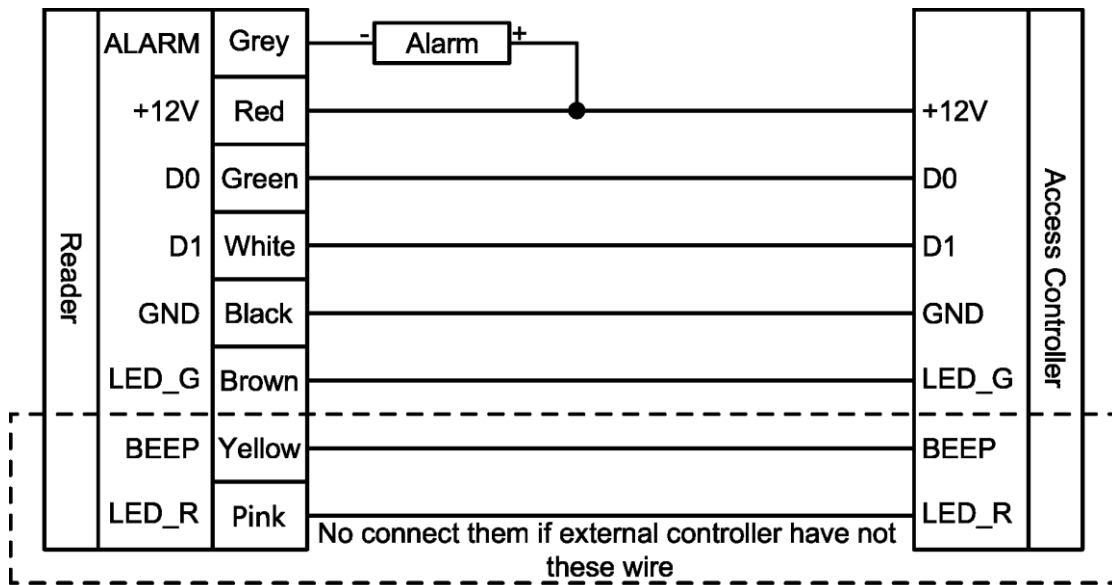 ALARM Grey - Alarm +
+12V Red +12V
D0 Green D0
D1 White D1
Reader
Access Controller
GND Black GND
LED_G Brown LED_G
BEEP Yellow BEEP
LED_R Pink LED_R
No connect them if external controller have not
these wire